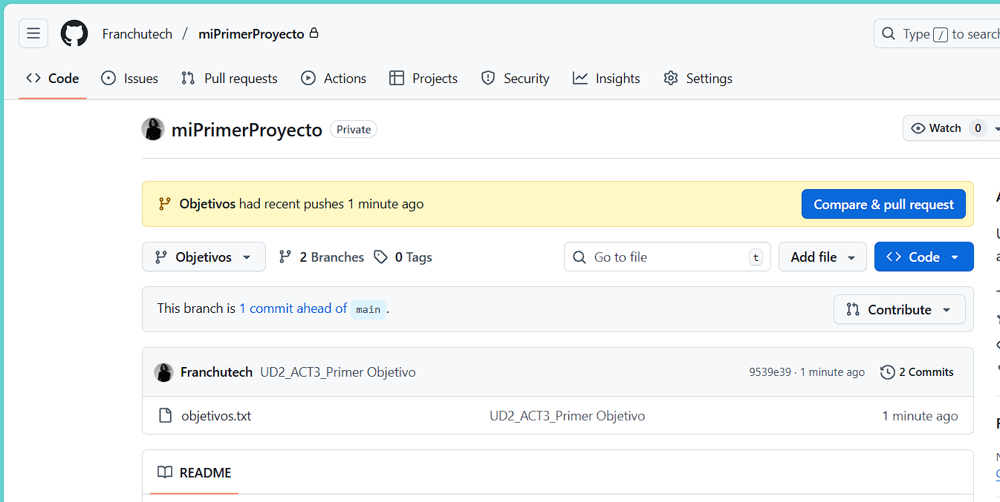 Franchutech / miPrimerProyecto
Type / to search
Code Issues Pull requests Actions Projects Security Insights Settings
miPrimerProyecto Private
Watch 0
Objetivos had recent pushes 1 minute ago
Compare & pull request
Objetivos 2 Branches 0 Tags
Go to file t
Add file
Code
This branch is 1 commit ahead of main .
Contribute
Franchutech UD2_ACT3_Primer Objetivo 9539e39 · 1 minute ago 2 Commits
objetivos.txt UD2_ACT3_Primer Objetivo 1 minute ago
README